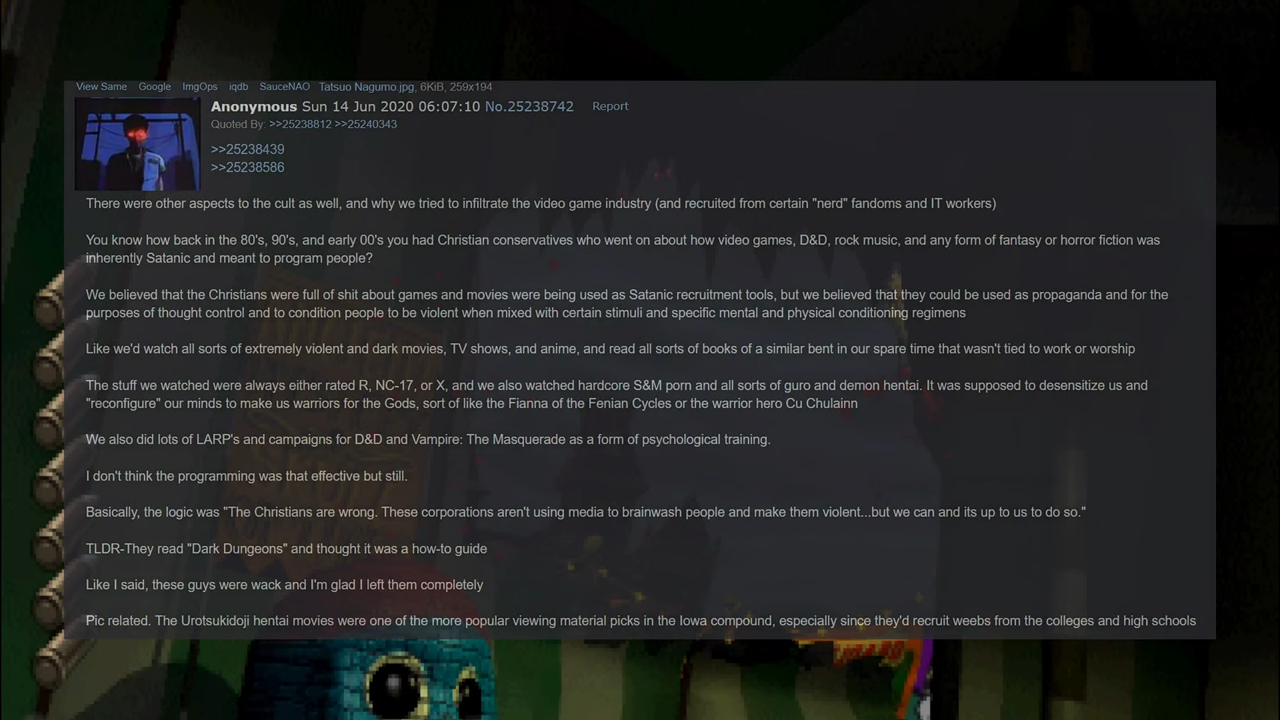 View Same Google ImgOps iqdb SauceNAO Tatsuo Nagumo.jpg, 6KiB, 259x194
Anonymous Sun 14 Jun 2020 06:07:10 No.25238742 Report
Quoted By: >>25238812 >>25240343
>>25238439
>>25238586
There were other aspects to the cult as well, and why we tried to infiltrate the video game industry (and recruited from certain "nerd" fandoms and IT workers)
You know how back in the 80's, 90's, and early 00's you had Christian conservatives who went on about how video games, D&D, rock music, and any form of fantasy or horror fiction was
inherently Satanic and meant to program people?
We believed that the Christians were full of shit about games and movies were being used as Satanic recruitment tools, but we believed that they could be used as propaganda and for the
purposes of thought control and to condition people to be violent when mixed with certain stimuli and specific mental and physical conditioning regimens
Like we'd watch all sorts of extremely violent and dark movies, TV shows, and anime, and read all sorts of books of a similar bent in our spare time that wasn't tied to work or worship
The stuff we watched were always either rated R, NC-17, or X, and we also watched hardcore S&M porn and all sorts of guro and demon hentai. It was supposed to desensitize us and
"reconfigure" our minds to make us warriors for the Gods, sort of like the Fianna of the Fenian Cycles or the warrior hero Cu Chulainn
We also did lots of LARP's and campaigns for D&D and Vampire: The Masquerade as a form of psychological training.
I don't think the programming was that effective but still.
Basically, the logic was "The Christians are wrong. These corporations aren't using media to brainwash people and make them violent...but we can and its up to us to do so."
TLDR-They read "Dark Dungeons" and thought it was a how-to guide
Like I said, these guys were wack and I'm glad I left them completely
Pic related. The Urotsukidoji hentai movies were one of the more popular viewing material picks in the Iowa compound, especially since they'd recruit weebs from the colleges and high schools